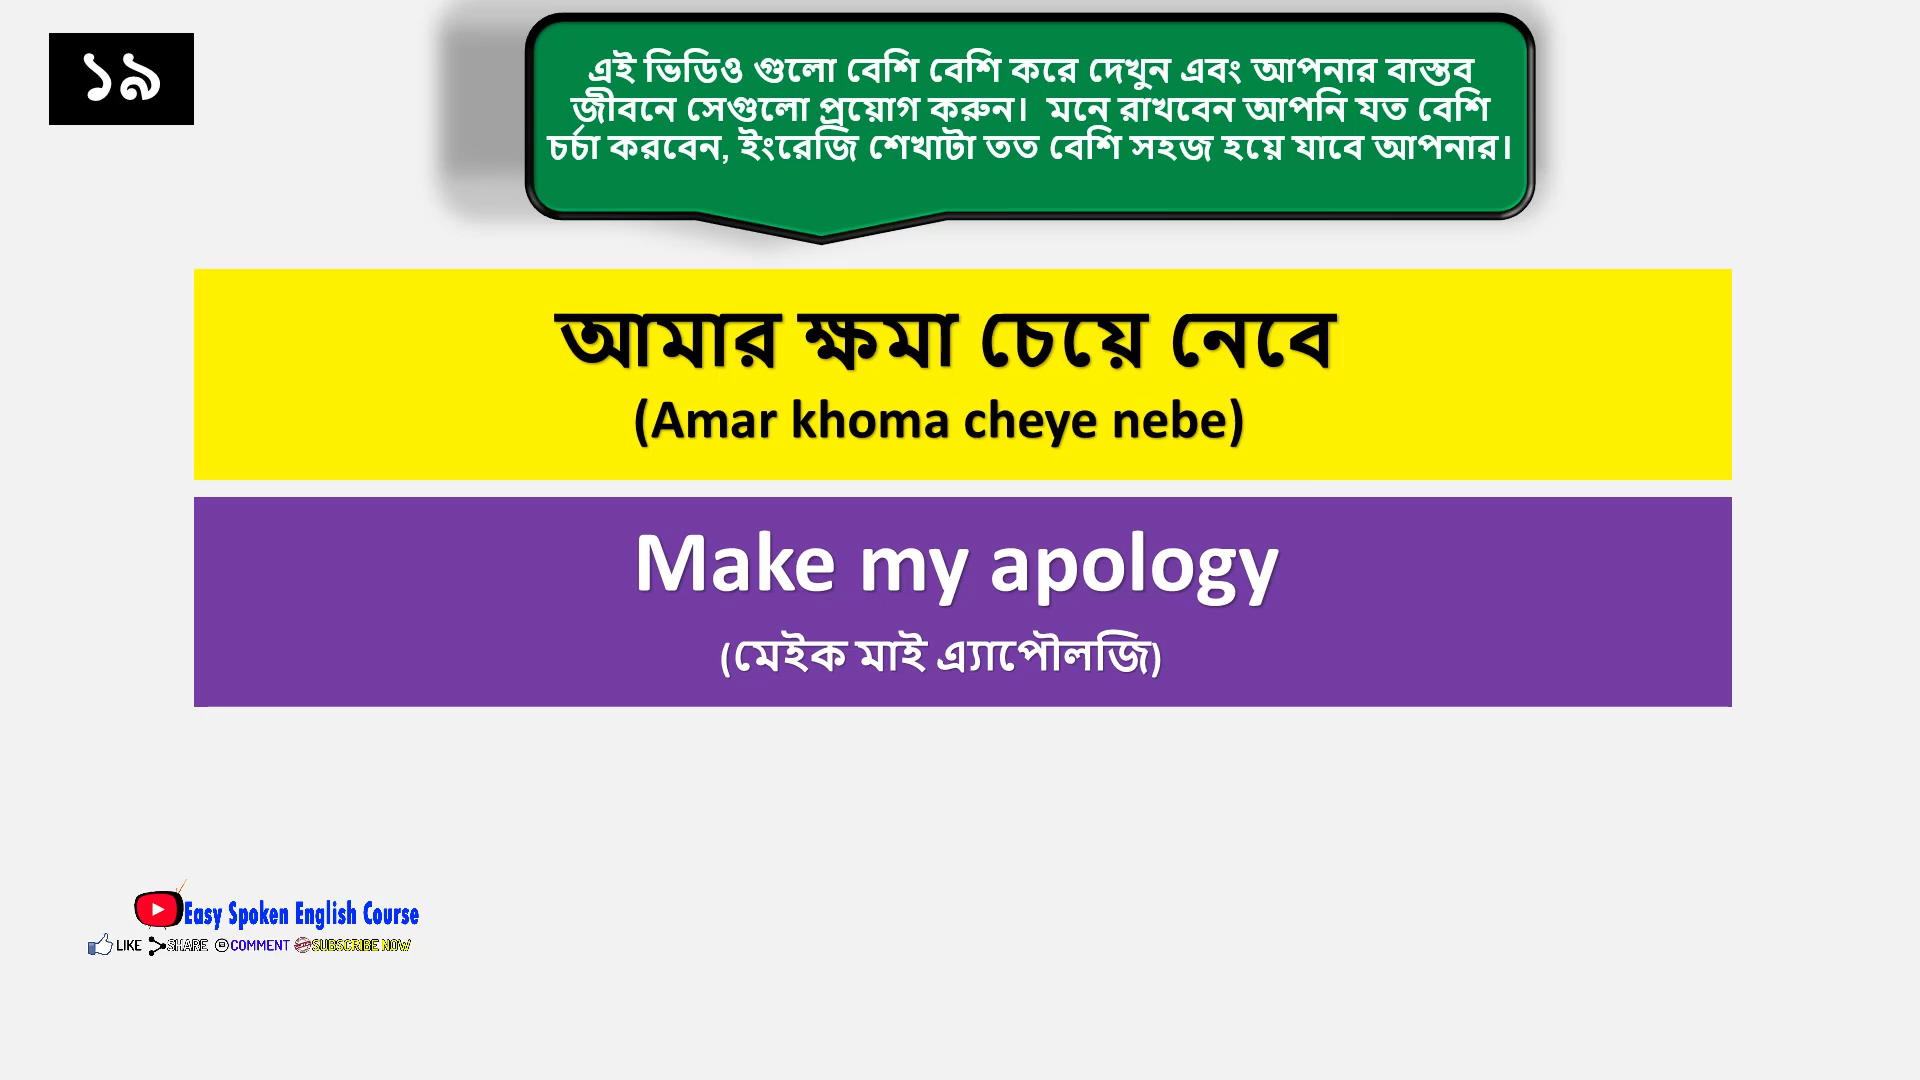 ১৯
এই ভিডিও গুলো বেশি বেশি করে দেখুন এবং আপনার বাস্তব
জীবনে সেগুলো প্রয়োগ করুন।  মনে রাখবেন আপনি যত বেশি
চর্চা করবেন, ইংরেজি শেখাটা তত বেশি সহজ হয়ে যাবে আপনার।
আমার ক্ষমা চেয়ে নেবে
(Amar khoma cheye nebe)
Make my apology
(মেইক মাই এ্যাপৌলজি)
Easy Spoken English Course
LIKE SHARE COMMENT SUBSCRIBE NOW